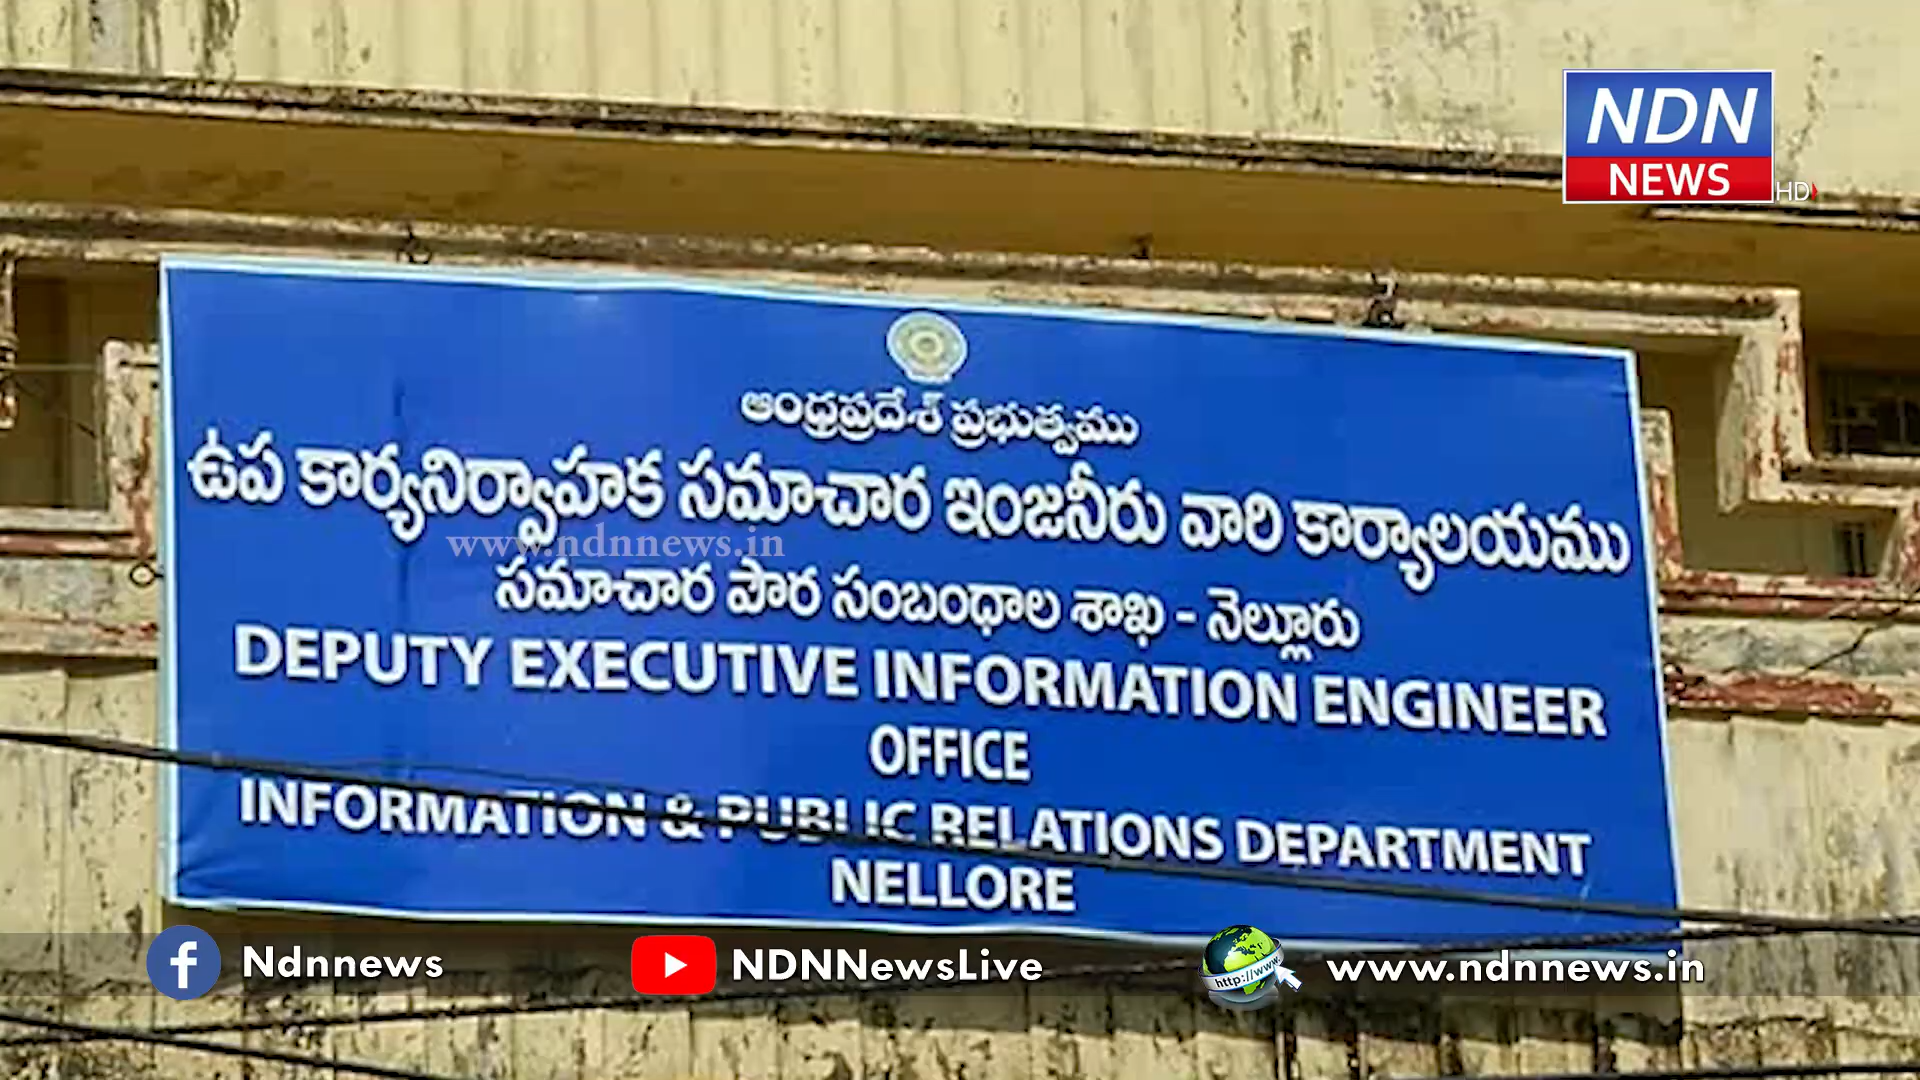 NDN
NEWS
HD
ఆంధ్రప్రదేశ్ ప్రభుత్వము
ఉప కార్యనిర్వాహక సమాచార ఇంజనీరు వారి కార్యాలయము
www.ndnnews.in
సమాచార పౌర సంబంధాల శాఖ - నెల్లూరు
DEPUTY EXECUTIVE INFORMATION ENGINEER
OFFICE
INFORMATION & PUBLIC RELATIONS DEPARTMENT
NELLORE
Ndnnews
NDNNewsLive
http://www.
www.ndnnews.in